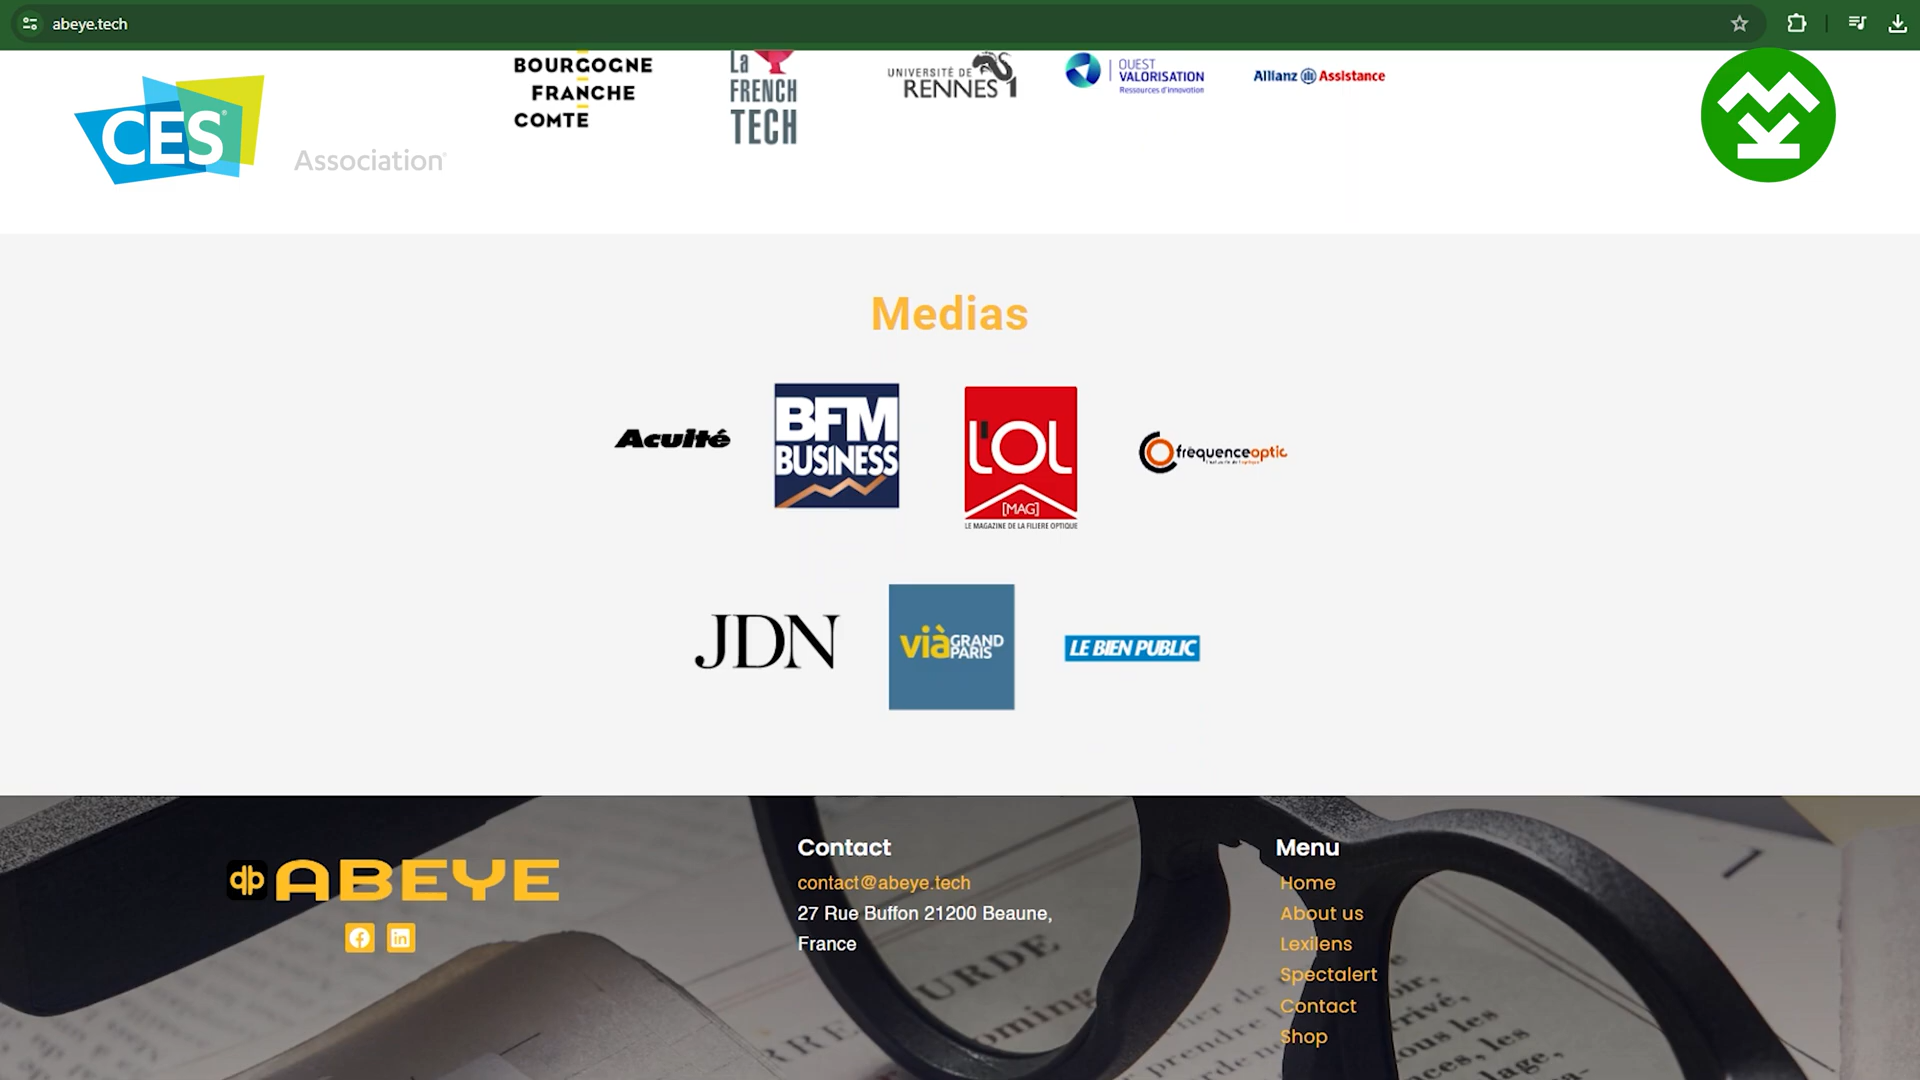 abeye.tech
CES®
Association
BOURGOGNE
FRANCHE
COMTE
La
FRENCH
TECH
UNIVERSITÉ DE
RENNES 1
OUEST
VALORISATION
Ressources d'innovation
Allianz Assistance
Medias
Acuité
BFM
BUSINESS
L'OL
[MAG]
LE MAGAZINE DE LA FILIERE OPTIQUE
fréquenceoptic
JDN
vià GRAND
PARIS
LE BIEN PUBLIC
ABEYE
Contact
contact@abeye.tech
27 Rue Buffon 21200 Beaune,
France
Menu
Home
About us
Lexilens
Spectalert
Contact
Shop